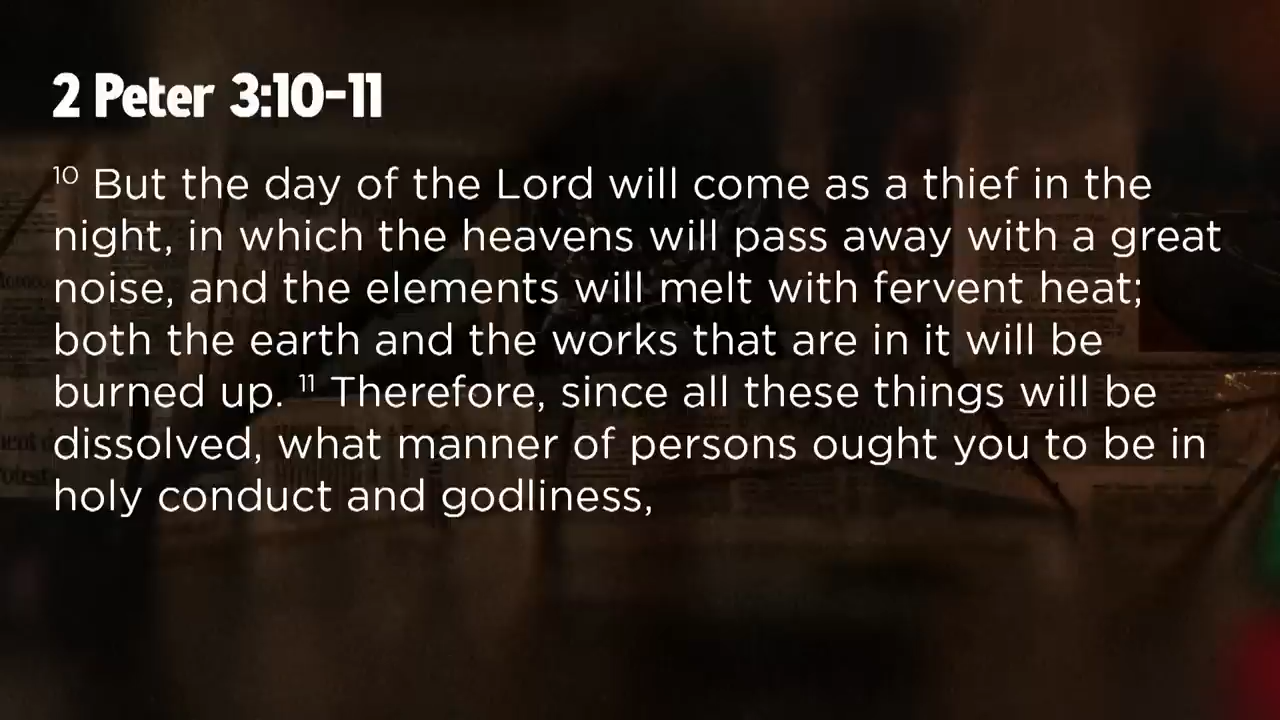 2 Peter 3:10-11
10 But the day of the Lord will come as a thief in the
night, in which the heavens will pass away with a great
noise, and the elements will melt with fervent heat;
both the earth and the works that are in it will be
burned up. 11 Therefore, since all these things will be
dissolved, what manner of persons ought you to be in
holy conduct and godliness,